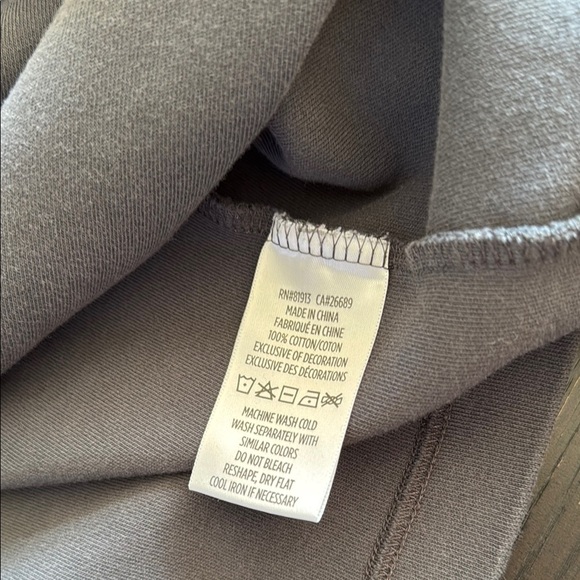 RN#81913 CA#26689
MADE IN CHINA
FABRIQUÉ EN CHINE
100% COTTON/COTON
EXCLUSIVE OF DECORATION
EXCLUSIVE DES DÉCORATIONS
MACHINE WASH COLD
WASH SEPARATELY WITH
SIMILAR COLORS
DO NOT BLEACH
RESHAPE, DRY FLAT
COOL IRON IF NECESSARY